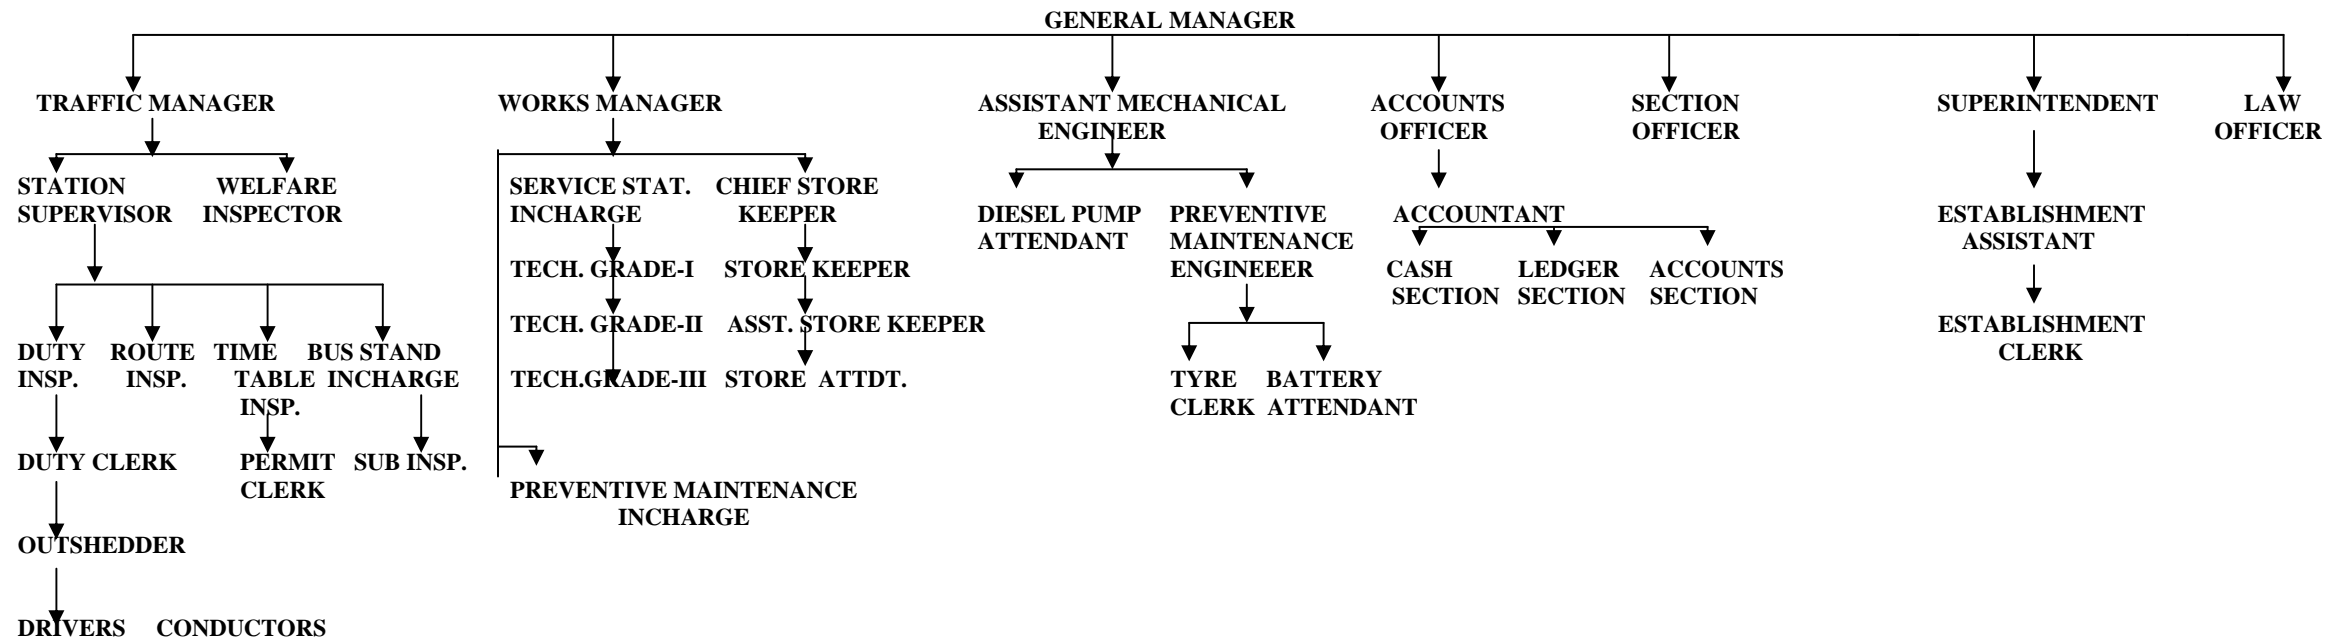 GENERAL MANAGER
TRAFFIC MANAGER
WORKS MANAGER
ASSISTANT MECHANICAL
ENGINEER
ACCOUNTS
OFFICER
SECTION
OFFICER
SUPERINTENDENT
LAW
OFFICER
STATION
SUPERVISOR
WELFARE
INSPECTOR
SERVICE STAT.
INCHARGE
CHIEF STORE
KEEPER
DIESEL PUMP
ATTENDANT
PREVENTIVE
MAINTENANCE
ENGINEEER
ACCOUNTANT
ESTABLISHMENT
ASSISTANT
TECH. GRADE-I
STORE KEEPER
CASH
SECTION
LEDGER
SECTION
ACCOUNTS
SECTION
TECH. GRADE-II
ASST. STORE KEEPER
ESTABLISHMENT
CLERK
DUTY
INSP.
ROUTE
INSP.
TIME
TABLE
INSP.
BUS STAND
INCHARGE
TECH.GRADE-III
STORE ATTDT.
TYRE
CLERK
BATTERY
ATTENDANT
DUTY CLERK
PERMIT
CLERK
SUB INSP.
PREVENTIVE MAINTENANCE
INCHARGE
OUTSHEDDER
DRIVERS
CONDUCTORS